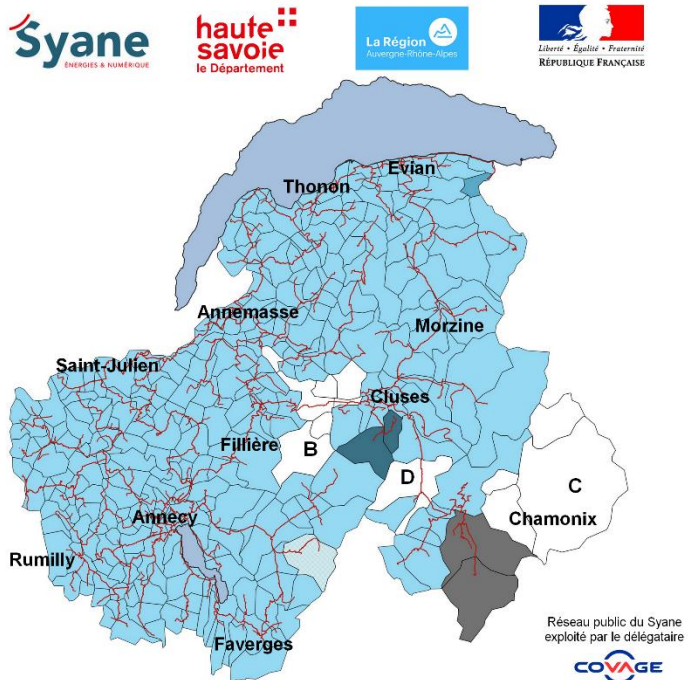 Syane
ÉNERGIES & NUMÉRIQUE
haute
savoie
le Département
La Région
Auvergne-Rhône-Alpes
Liberté • Égalité • Fraternité
RÉPUBLIQUE FRANÇAISE
Evian
Thonon
Annemasse
Morzine
Saint-Julien
Cluses
Fillière
B
D
C
Chamonix
Annecy
Rumilly
Faverges
Réseau public du Syane
exploité par le délégataire
COVAGE